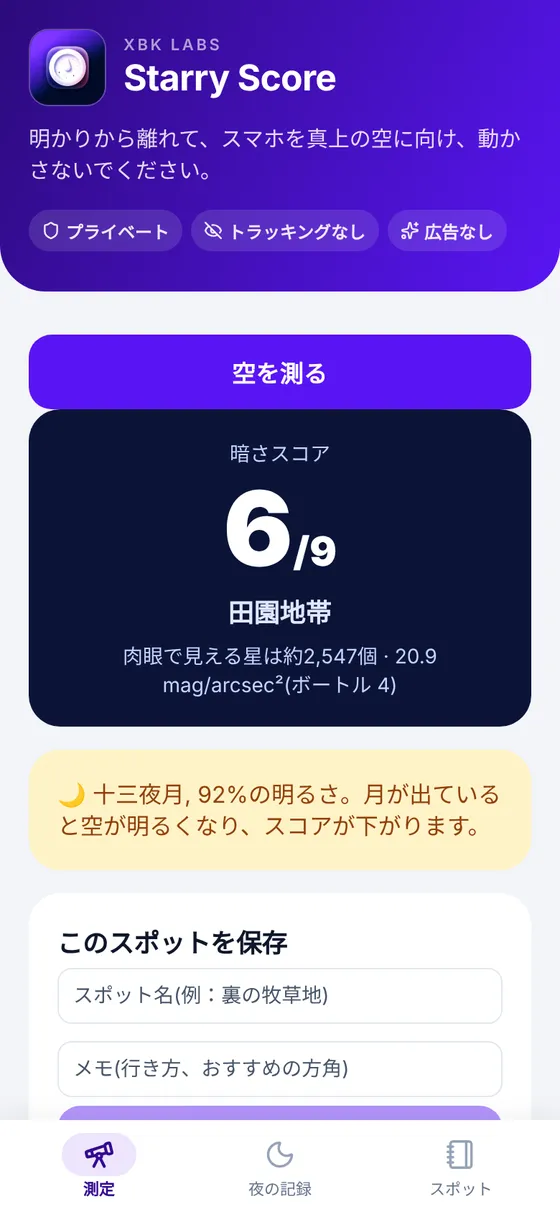 XBK LABS
Starry Score
明かりから離れて、スマホを真上の空に向け、動か
さないでください。
プライベート
トラッキングなし
広告なし
空を測る
暗さスコア
6/9
田園地帯
肉眼で見える星は約2,547個 · 20.9
mag/arcsec²(ボートル 4)
🌙 十三夜月, 92%の明るさ。月が出ている
と空が明るくなり、スコアが下がります。
このスポットを保存
スポット名(例：裏の牧草地)
メモ(行き方、おすすめの方角)
測定
夜の記録
スポット